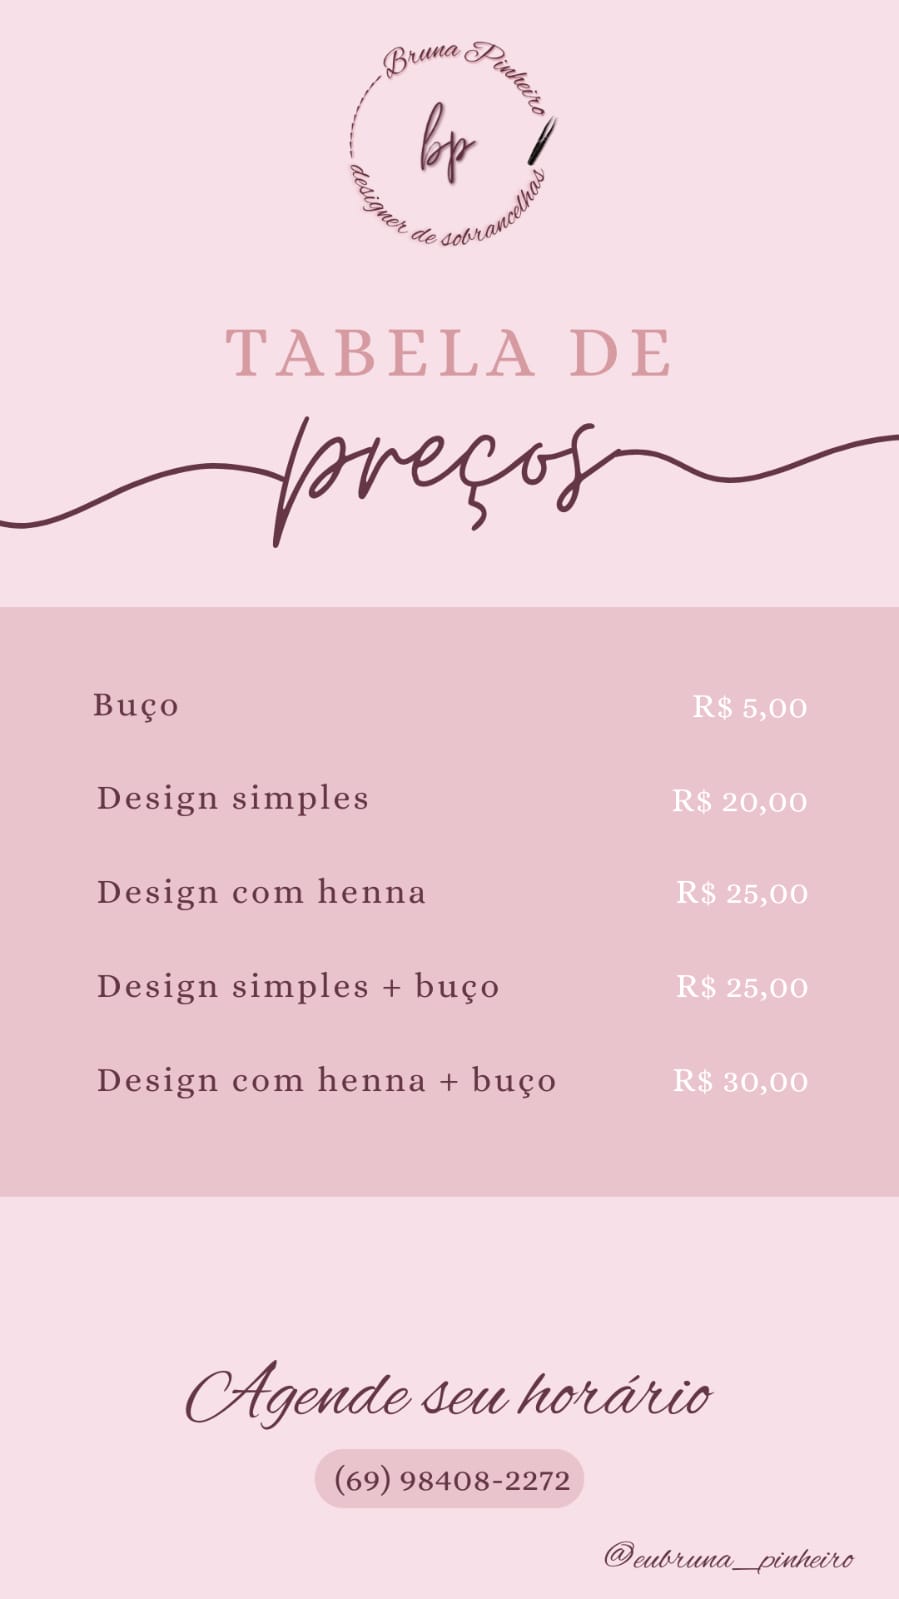 Bruna Pinheiro
bp
designer de sobrancelhas
TABELA DE
preços
Buço R$ 5,00
Design simples R$ 20,00
Design com henna R$ 25,00
Design simples + buço R$ 25,00
Design com henna + buço R$ 30,00
Agende seu horário
(69) 98408-2272
@eubruna__pinheiro